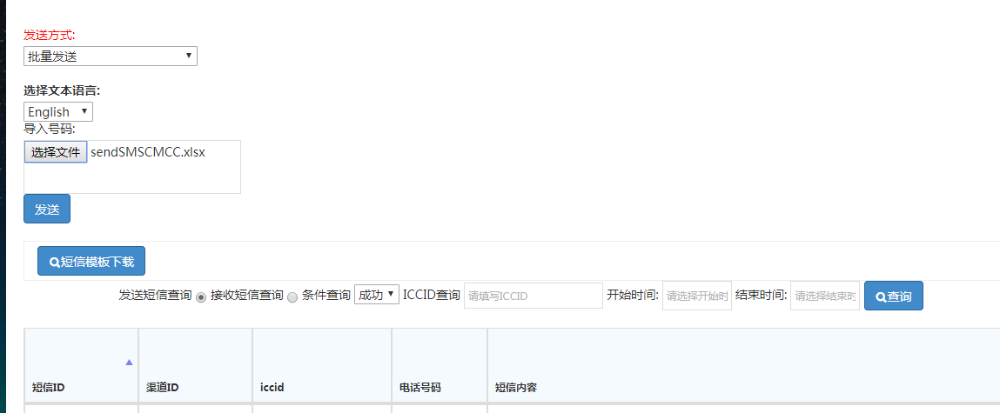 发送方式:
批量发送
选择文本语言:
English
导入号码:
选择文件 sendSMSCMCC.xlsx
发送
短信模板下载
发送短信查询 接收短信查询 条件查询 成功 ICCID查询 请填写ICCID 开始时间: 请选择开始时 结束时间: 请选择结束时 查询
短信ID 渠道ID iccid 电话号码 短信内容